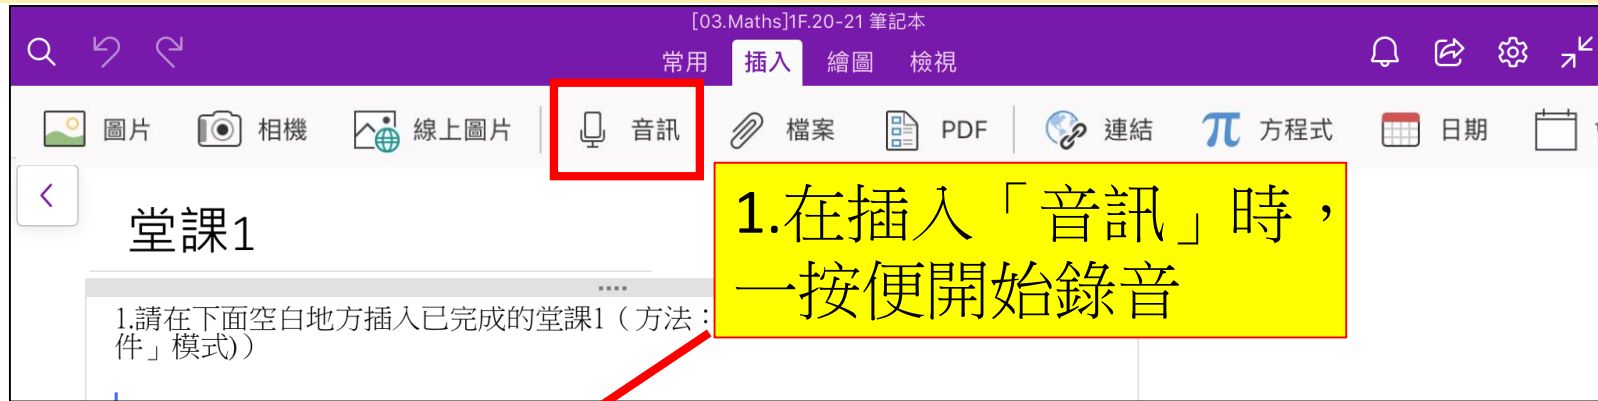 [03.Maths]1F.20-21 筆記本
常用 插入 繪圖 檢視
圖片 相機 線上圖片 音訊 檔案 PDF 連結 方程式 日期
堂課1
1.在插入「音訊」時，
一按便開始錄音
1.請在下面空白地方插入已完成的堂課1（方法：
件」模式)）